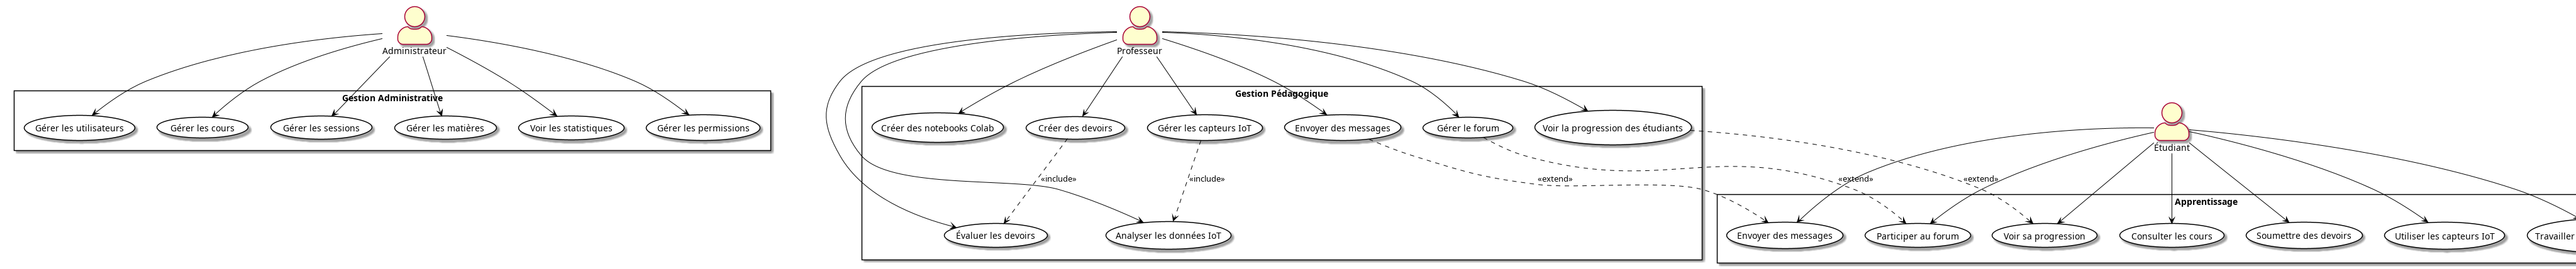 Administrateur
Gestion Administrative
Gérer les utilisateurs
Gérer les cours
Gérer les sessions
Gérer les matières
Voir les statistiques
Gérer les permissions
Professeur
Gestion Pédagogique
Créer des notebooks Colab
Créer des devoirs
Gérer les capteurs IoT
Envoyer des messages
Gérer le forum
Voir la progression des étudiants
«include»
«include»
Évaluer les devoirs
Analyser les données IoT
«extend»
«extend»
«extend»
Étudiant
Apprentissage
Envoyer des messages
Participer au forum
Voir sa progression
Consulter les cours
Soumettre des devoirs
Utiliser les capteurs IoT
Travailler